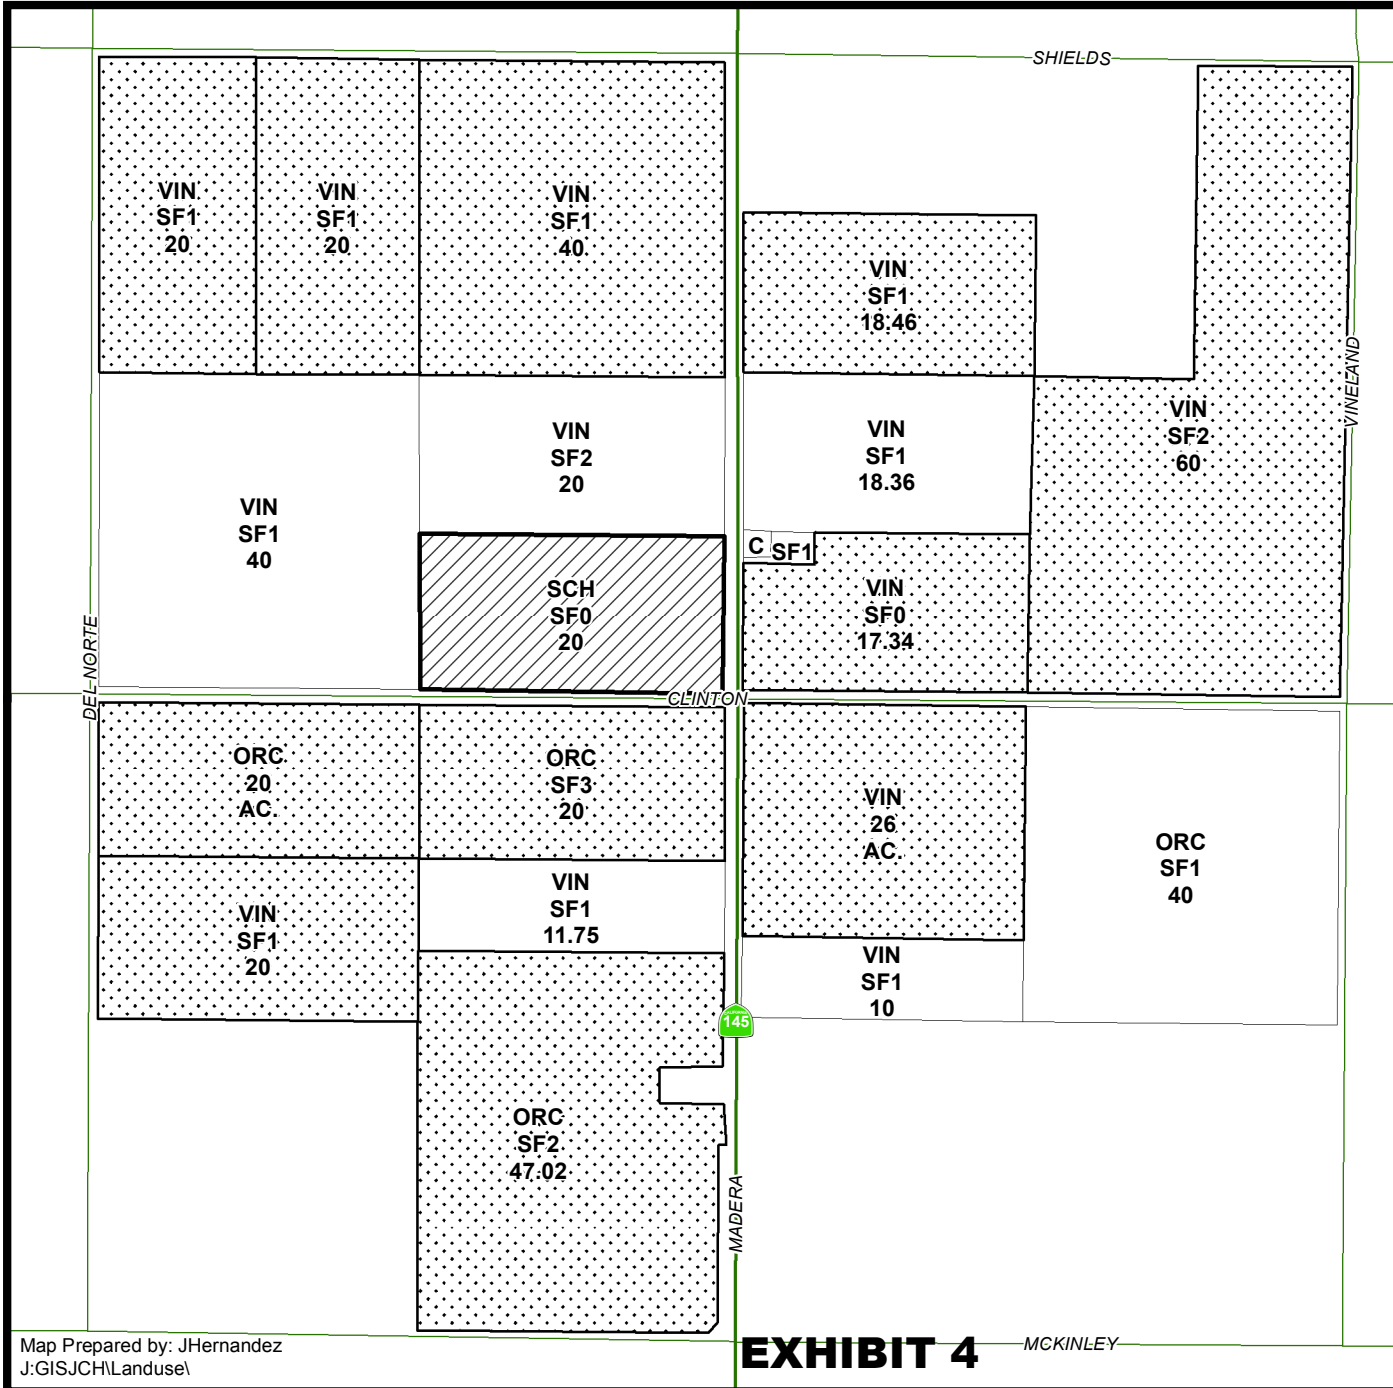 SHIELDS
VIN
SF1
20
VIN
SF1
20
VIN
SF1
40
VIN
SF1
18.46
VINELAND
VIN
SF2
60
VIN
SF2
20
VIN
SF1
18.36
VIN
SF1
40
C
SF1
SCH
SF0
20
VIN
SF0
17.34
DEL NORTE
CLINTON
ORC
20
AC.
ORC
SF3
20
VIN
26
AC.
ORC
SF1
40
VIN
SF1
20
VIN
SF1
11.75
VIN
SF1
10
145
ORC
SF2
47.02
MADERA
Map Prepared by: JHernandez
J:GISJCH\Landuse\
EXHIBIT 4
MCKINLEY